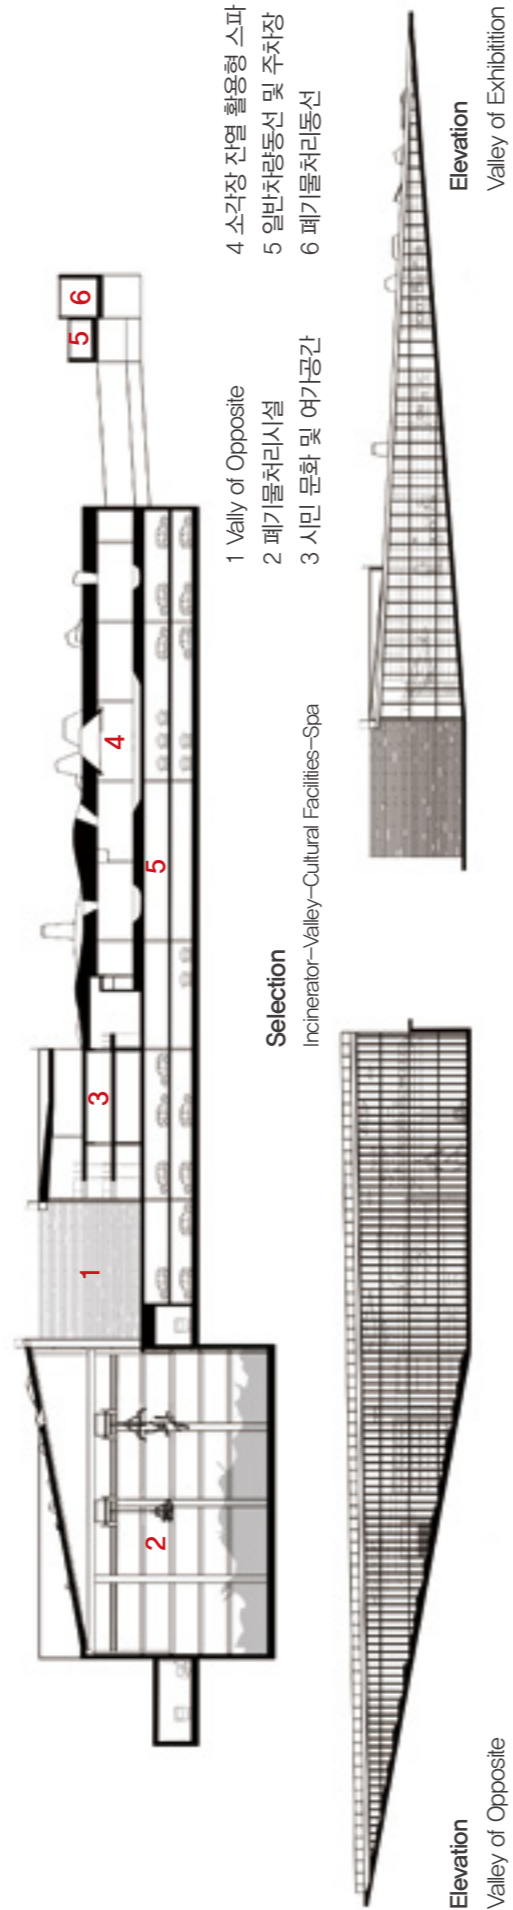 6
5
4
5
3
1
2
1 Vally of Opposite
2 폐기물처리시설
3 시민 문화 및 여가공간
4 소각장 잔열 활용형 스파
5 일반차량동선 및 주차장
6 폐기물처리동선
Selection
Incinerator–Valley–Cultural Facilities–Spa
Elevation
Valley of Opposite
Elevation
Valley of Exhibitition